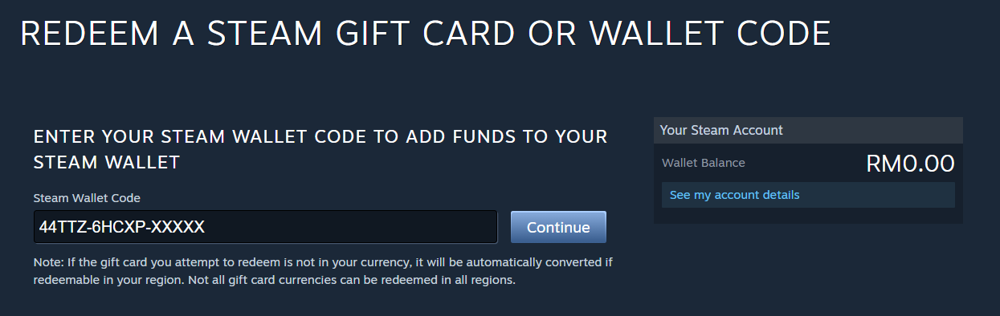 REDEEM A STEAM GIFT CARD OR WALLET CODE
ENTER YOUR STEAM WALLET CODE TO ADD FUNDS TO YOUR
STEAM WALLET
Steam Wallet Code
44TTZ-6HCXP-XXXXX
Continue
Note: If the gift card you attempt to redeem is not in your currency, it will be automatically converted if
redeemable in your region. Not all gift card currencies can be redeemed in all regions.
Your Steam Account
Wallet Balance
RM0.00
See my account details